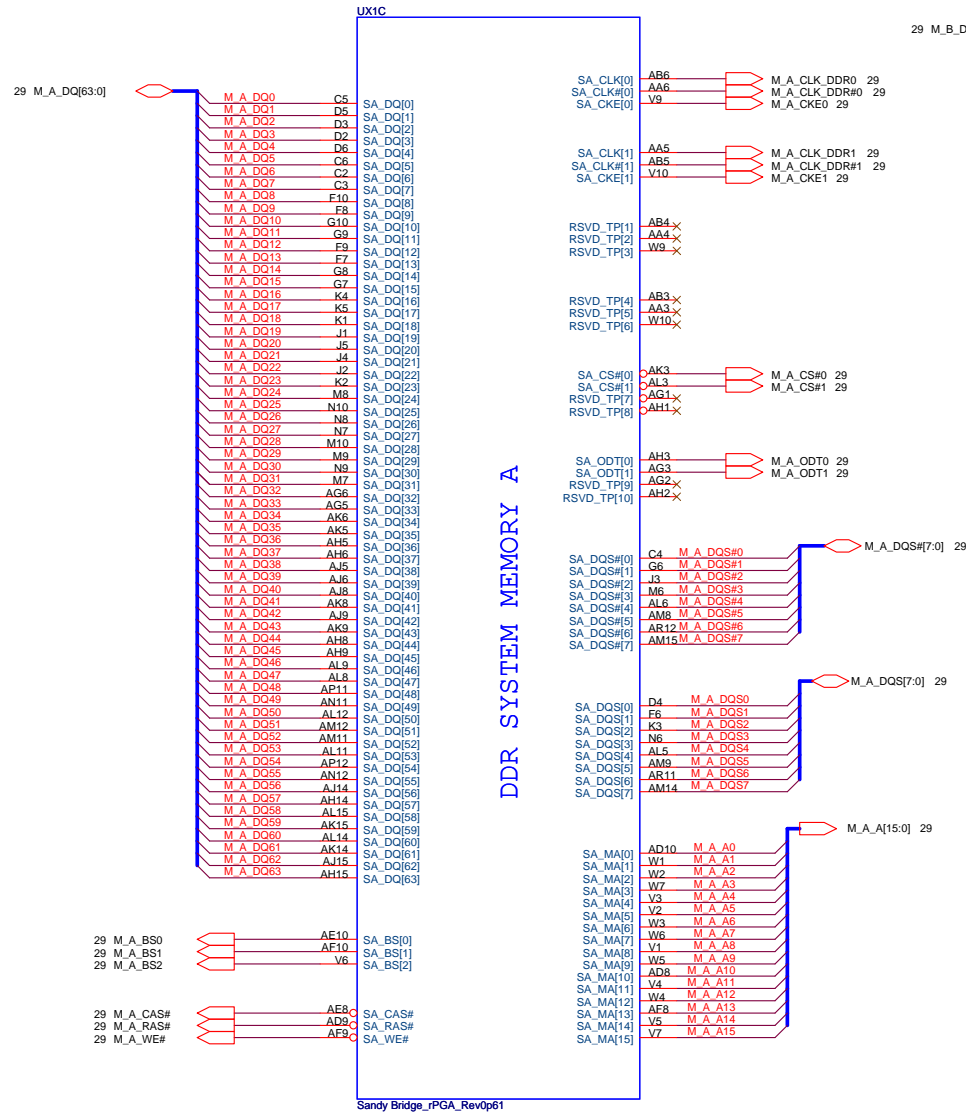 UX1C
29 M_B_D
29 M_A_DQ[63:0]
M_A_DQ0 C5 SA_DQ[0]
M_A_DQ1 D5 SA_DQ[1]
M_A_DQ2 D3 SA_DQ[2]
M_A_DQ3 D2 SA_DQ[3]
M_A_DQ4 D6 SA_DQ[4]
M_A_DQ5 C6 SA_DQ[5]
M_A_DQ6 C2 SA_DQ[6]
M_A_DQ7 C3 SA_DQ[7]
M_A_DQ8 F10 SA_DQ[8]
M_A_DQ9 F8 SA_DQ[9]
M_A_DQ10 G10 SA_DQ[10]
M_A_DQ11 G9 SA_DQ[11]
M_A_DQ12 F9 SA_DQ[12]
M_A_DQ13 F7 SA_DQ[13]
M_A_DQ14 G8 SA_DQ[14]
M_A_DQ15 G7 SA_DQ[15]
M_A_DQ16 K4 SA_DQ[16]
M_A_DQ17 K5 SA_DQ[17]
M_A_DQ18 K1 SA_DQ[18]
M_A_DQ19 J1 SA_DQ[19]
M_A_DQ20 J5 SA_DQ[20]
M_A_DQ21 J4 SA_DQ[21]
M_A_DQ22 J2 SA_DQ[22]
M_A_DQ23 K2 SA_DQ[23]
M_A_DQ24 M8 SA_DQ[24]
M_A_DQ25 N10 SA_DQ[25]
M_A_DQ26 N8 SA_DQ[26]
M_A_DQ27 N7 SA_DQ[27]
M_A_DQ28 M10 SA_DQ[28]
M_A_DQ29 M9 SA_DQ[29]
M_A_DQ30 N9 SA_DQ[30]
M_A_DQ31 M7 SA_DQ[31]
M_A_DQ32 AG6 SA_DQ[32]
M_A_DQ33 AG5 SA_DQ[33]
M_A_DQ34 AK6 SA_DQ[34]
M_A_DQ35 AK5 SA_DQ[35]
M_A_DQ36 AH5 SA_DQ[36]
M_A_DQ37 AH6 SA_DQ[37]
M_A_DQ38 AJ5 SA_DQ[38]
M_A_DQ39 AJ6 SA_DQ[39]
M_A_DQ40 AJ8 SA_DQ[40]
M_A_DQ41 AK8 SA_DQ[41]
M_A_DQ42 AJ9 SA_DQ[42]
M_A_DQ43 AK9 SA_DQ[43]
M_A_DQ44 AH8 SA_DQ[44]
M_A_DQ45 AH9 SA_DQ[45]
M_A_DQ46 AL9 SA_DQ[46]
M_A_DQ47 AL8 SA_DQ[47]
M_A_DQ48 AP11 SA_DQ[48]
M_A_DQ49 AN11 SA_DQ[49]
M_A_DQ50 AL12 SA_DQ[50]
M_A_DQ51 AM12 SA_DQ[51]
M_A_DQ52 AM11 SA_DQ[52]
M_A_DQ53 AL11 SA_DQ[53]
M_A_DQ54 AP12 SA_DQ[54]
M_A_DQ55 AN12 SA_DQ[55]
M_A_DQ56 AJ14 SA_DQ[56]
M_A_DQ57 AH14 SA_DQ[57]
M_A_DQ58 AL15 SA_DQ[58]
M_A_DQ59 AK15 SA_DQ[59]
M_A_DQ60 AL14 SA_DQ[60]
M_A_DQ61 AK14 SA_DQ[61]
M_A_DQ62 AJ15 SA_DQ[62]
M_A_DQ63 AH15 SA_DQ[63]
29 M_A_BS0 AE10 SA_BS[0]
29 M_A_BS1 AF10 SA_BS[1]
29 M_A_BS2 V6 SA_BS[2]
29 M_A_CAS# AE8 SA_CAS#
29 M_A_RAS# AD9 SA_RAS#
29 M_A_WE# AF9 SA_WE#
DDR SYSTEM MEMORY A
SA_CLK[0] AB6 M_A_CLK_DDR0 29
SA_CLK#[0] AA6 M_A_CLK_DDR#0 29
SA_CKE[0] V9 M_A_CKE0 29
SA_CLK[1] AA5 M_A_CLK_DDR1 29
SA_CLK#[1] AB5 M_A_CLK_DDR#1 29
SA_CKE[1] V10 M_A_CKE1 29
RSVD_TP[1] AB4
RSVD_TP[2] AA4
RSVD_TP[3] W9
RSVD_TP[4] AB3
RSVD_TP[5] AA3
RSVD_TP[6] W10
SA_CS#[0] AK3 M_A_CS#0 29
SA_CS#[1] AL3 M_A_CS#1 29
RSVD_TP[7] AG1
RSVD_TP[8] AH1
SA_ODT[0] AH3 M_A_ODT0 29
SA_ODT[1] AG3 M_A_ODT1 29
RSVD_TP[9] AG2
RSVD_TP[10] AH2
M_A_DQS#[7:0] 29
SA_DQS#[0] C4 M_A_DQS#0
SA_DQS#[1] G6 M_A_DQS#1
SA_DQS#[2] J3 M_A_DQS#2
SA_DQS#[3] M6 M_A_DQS#3
SA_DQS#[4] AL6 M_A_DQS#4
SA_DQS#[5] AM8 M_A_DQS#5
SA_DQS#[6] AR12 M_A_DQS#6
SA_DQS#[7] AM15 M_A_DQS#7
M_A_DQS[7:0] 29
SA_DQS[0] D4 M_A_DQS0
SA_DQS[1] F6 M_A_DQS1
SA_DQS[2] K3 M_A_DQS2
SA_DQS[3] N6 M_A_DQS3
SA_DQS[4] AL5 M_A_DQS4
SA_DQS[5] AM9 M_A_DQS5
SA_DQS[6] AR11 M_A_DQS6
SA_DQS[7] AM14 M_A_DQS7
M_A_A[15:0] 29
SA_MA[0] AD10 M_A_A0
SA_MA[1] W1 M_A_A1
SA_MA[2] W2 M_A_A2
SA_MA[3] W7 M_A_A3
SA_MA[4] V3 M_A_A4
SA_MA[5] V2 M_A_A5
SA_MA[6] W3 M_A_A6
SA_MA[7] W6 M_A_A7
SA_MA[8] V1 M_A_A8
SA_MA[9] W5 M_A_A9
SA_MA[10] AD8 M_A_A10
SA_MA[11] V4 M_A_A11
SA_MA[12] W4 M_A_A12
SA_MA[13] AF8 M_A_A13
SA_MA[14] V5 M_A_A14
SA_MA[15] V7 M_A_A15
Sandy Bridge_rPGA_Rev0p61